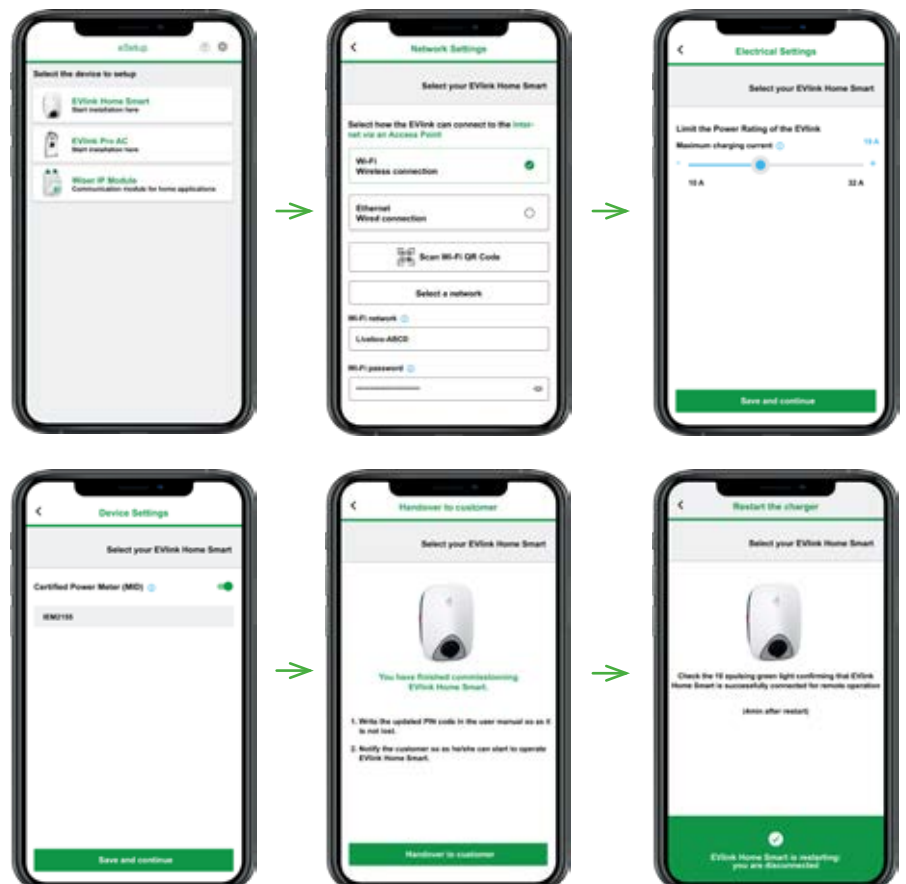 eSetup
Select the device to setup
EVlink Home Smart
Start installation here
EVlink Pro AC
Start installation here
Wiser IP Module
Communication module for home applications
Network Settings
Select your EVlink Home Smart
Select how the EVlink can connect to the Inter-
net via an Access Point
Wi-Fi
Wireless connection
Ethernet
Wired connection
Scan Wi-Fi QR Code
Select a network
Wi-Fi network
Livebox-ABCD
Wi-Fi password
Electrical Settings
Select your EVlink Home Smart
Limit the Power Rating of the EVlink
Maximum charging current
- +
10 A 32 A
Save and continue
Device Settings
Select your EVlink Home Smart
Certified Power Meter (MID)
IEM2155
Save and continue
Handover to customer
Select your EVlink Home Smart
You have finished commissionning
EVlink Home Smart.
1. Write the updated PIN code in the user manual so as it
is not lost.
2. Notify the customer so as he/she can start to operate
EVlink Home Smart.
Handover to customer
Restart the charger
Select your EVlink Home Smart
Check the 10 epulsing green light confirming that EVlink
Home Smart is successfully connected for remote operation
(4min after restart)
EVlink Home Smart is restarting:
you are disconnected